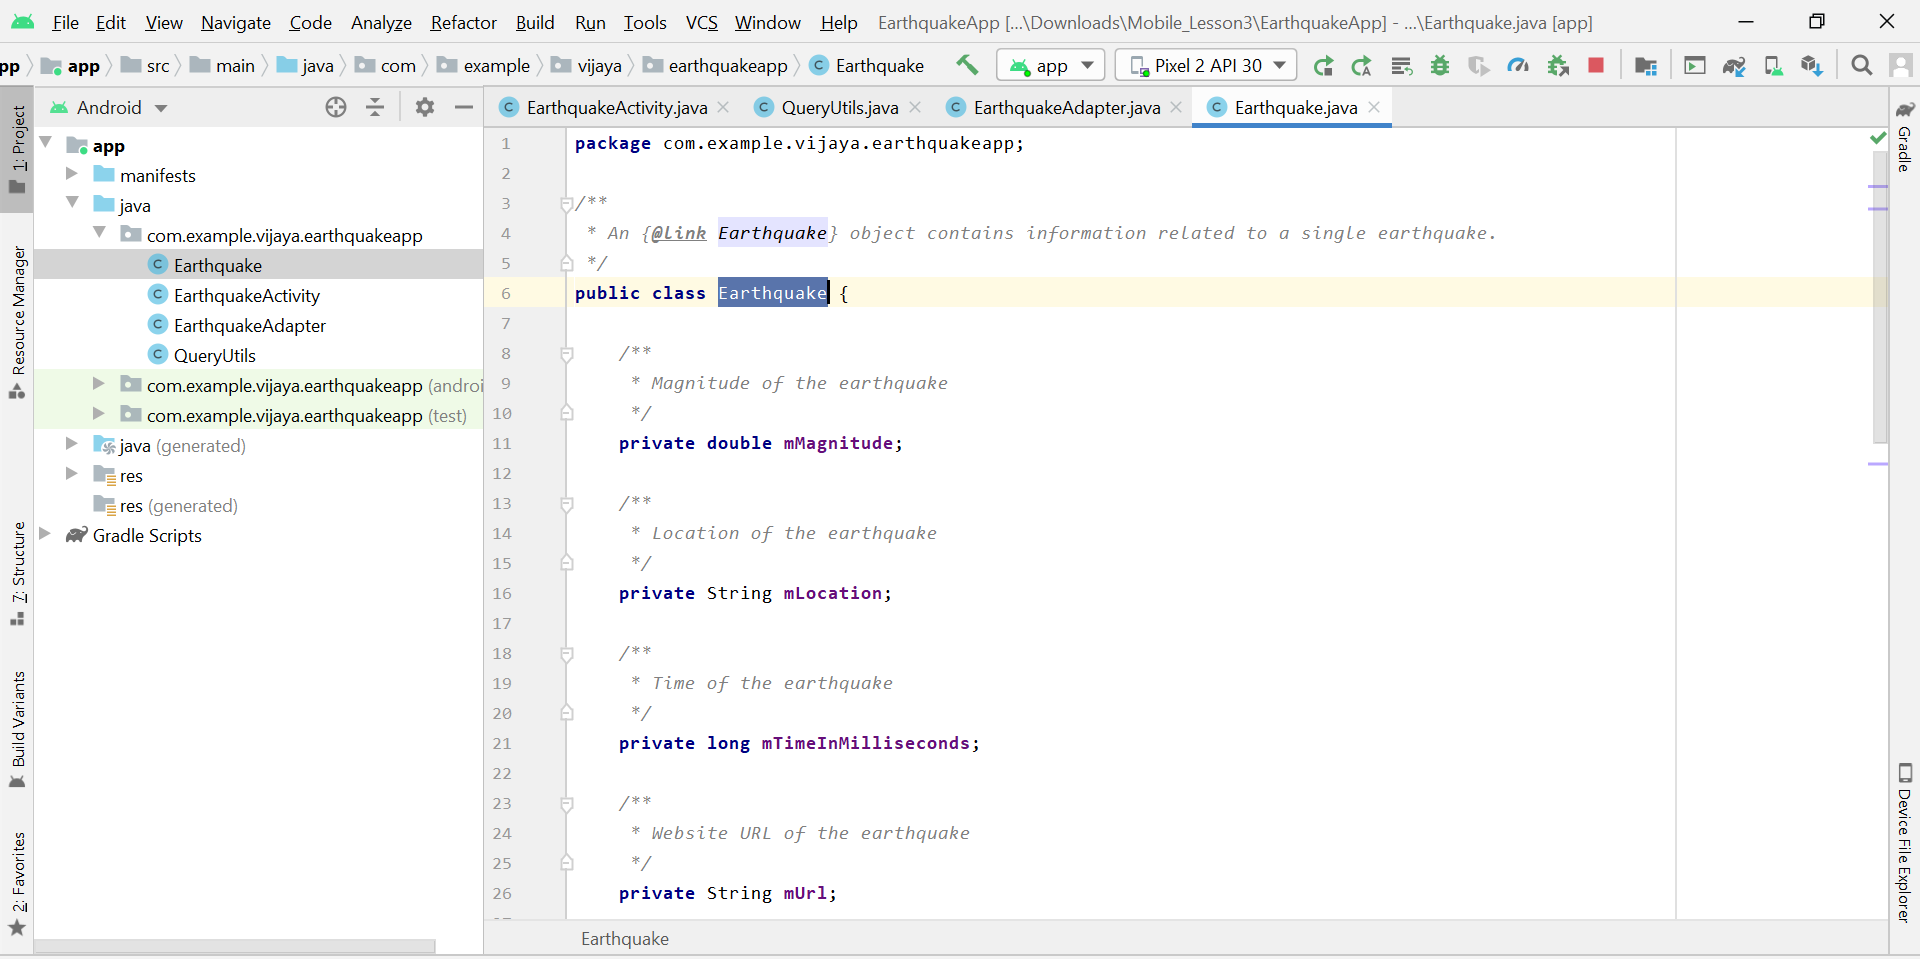 File Edit View Navigate Code Analyze Refactor Build Run Tools VCS Window Help EarthquakeApp [...\Downloads\Mobile_Lesson3\EarthquakeApp] - ...\Earthquake.java [app]
pp app src main java com example vijaya earthquakeapp Earthquake app Pixel 2 API 30
Android
EarthquakeActivity.java QueryUtils.java EarthquakeAdapter.java Earthquake.java
1: Project
Resource Manager
7: Structure
Build Variants
2: Favorites
app
manifests
java
com.example.vijaya.earthquakeapp
Earthquake
EarthquakeActivity
EarthquakeAdapter
QueryUtils
com.example.vijaya.earthquakeapp (androi
com.example.vijaya.earthquakeapp (test)
java (generated)
res
res (generated)
Gradle Scripts
1 package com.example.vijaya.earthquakeapp;
2
3 /**
4 * An {@link Earthquake} object contains information related to a single earthquake.
5 */
6 public class Earthquake {
7
8 /**
9 * Magnitude of the earthquake
10 */
11 private double mMagnitude;
12
13 /**
14 * Location of the earthquake
15 */
16 private String mLocation;
17
18 /**
19 * Time of the earthquake
20 */
21 private long mTimeInMilliseconds;
22
23 /**
24 * Website URL of the earthquake
25 */
26 private String mUrl;
Earthquake
Gradle
Device File Explorer